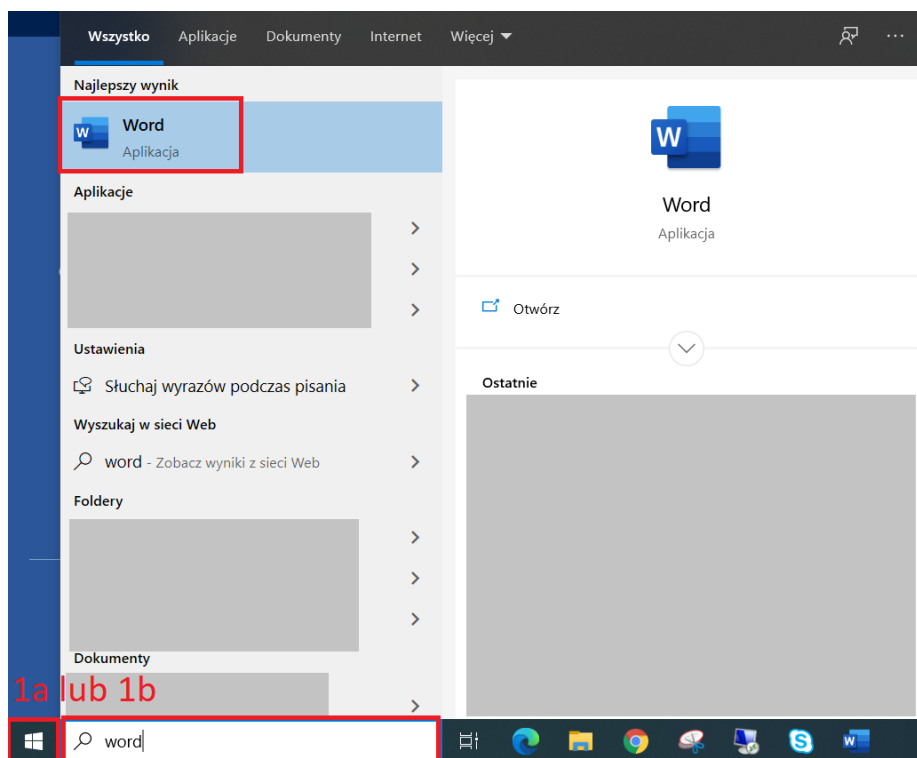 Wszystko Aplikacje Dokumenty Internet Więcej
Najlepszy wynik
Word
Aplikacja
Aplikacje
Ustawienia
Słuchaj wyrazów podczas pisania
Wyszukaj w sieci Web
word - Zobacz wyniki z sieci Web
Foldery
Dokumenty
1a lub 1b
word
W
Word
Aplikacja
Otwórz
Ostatnie